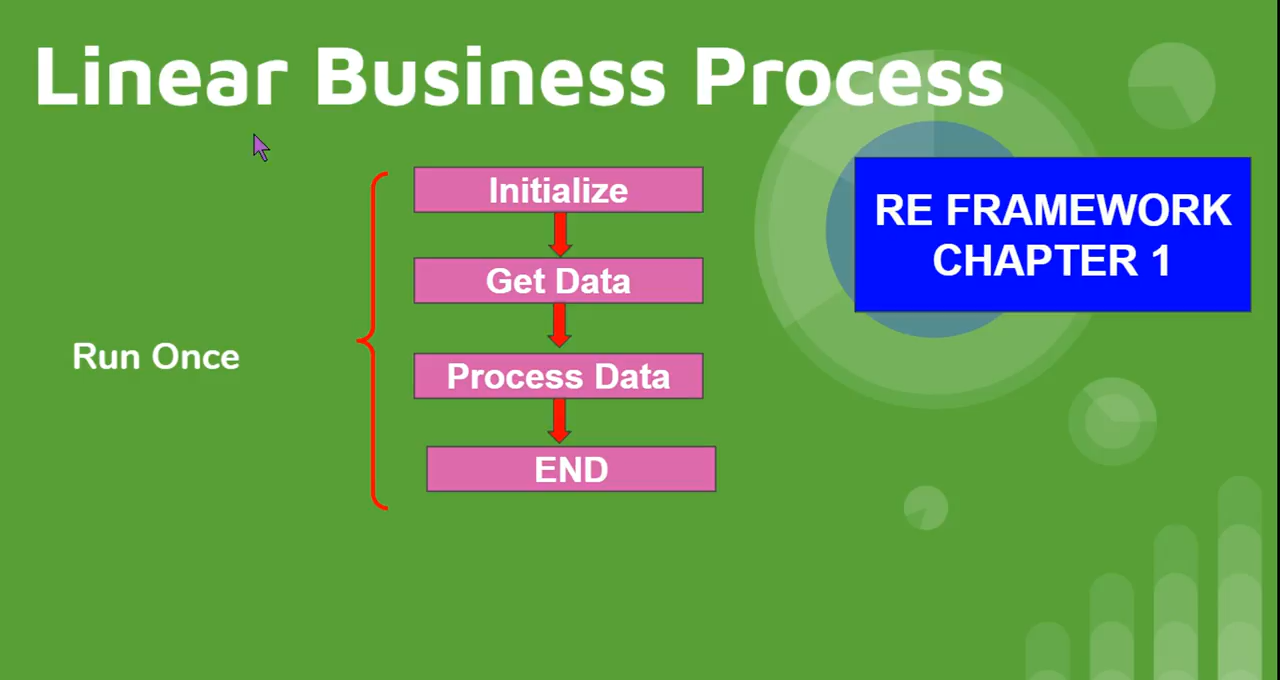 Linear Business Process
RE FRAMEWORK
CHAPTER 1
Initialize
Get Data
Run Once
Process Data
END